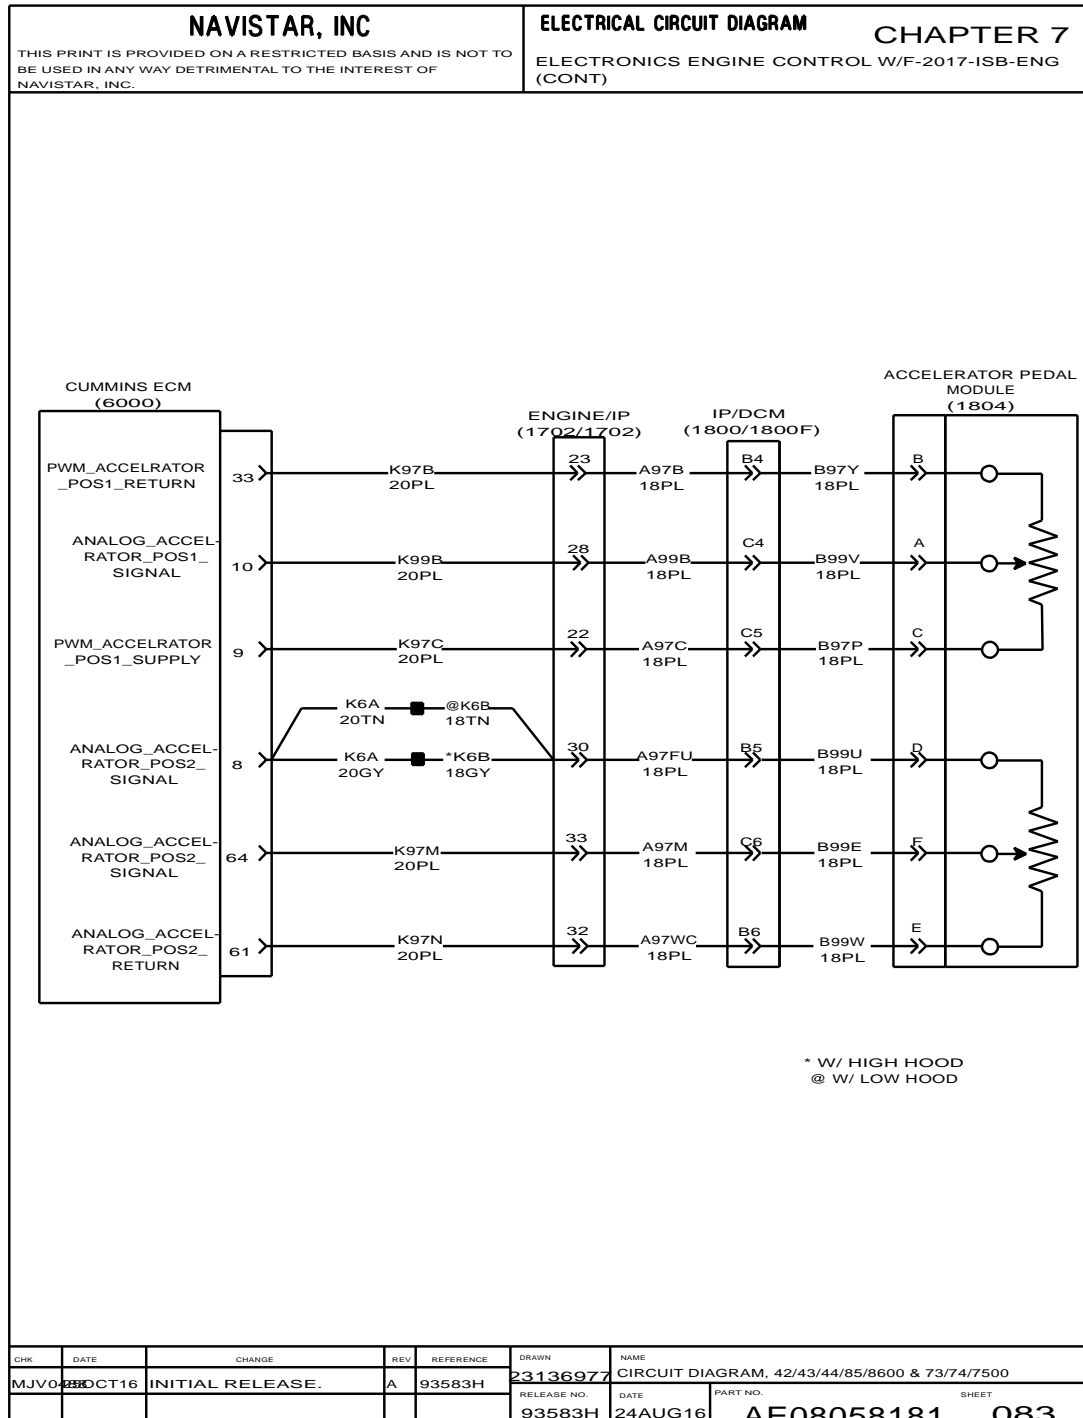 NAVISTAR, INC
THIS PRINT IS PROVIDED ON A RESTRICTED BASIS AND IS NOT TO
BE USED IN ANY WAY DETRIMENTAL TO THE INTEREST OF
NAVISTAR, INC.
ELECTRICAL CIRCUIT DIAGRAM
CHAPTER 7
ELECTRONICS ENGINE CONTROL W/F-2017-ISB-ENG
(CONT)
CUMMINS ECM
(6000)
ENGINE/IP
(1702/1702)
IP/DCM
(1800/1800F)
ACCELERATOR PEDAL
MODULE
(1804)
PWM_ACCELRATOR
_POS1_RETURN
33
K97B
20PL
23
A97B
18PL
B4
B97Y
18PL
B
ANALOG_ACCEL-
RATOR_POS1_
SIGNAL
10
K99B
20PL
28
A99B
18PL
C4
B99V
18PL
A
PWM_ACCELRATOR
_POS1_SUPPLY
9
K97C
20PL
22
A97C
18PL
C5
B97P
18PL
C
K6A
20TN
@K6B
18TN
ANALOG_ACCEL-
RATOR_POS2_
SIGNAL
8
K6A
20GY
*K6B
18GY
30
A97FU
18PL
B5
B99U
18PL
D
ANALOG_ACCEL-
RATOR_POS2_
SIGNAL
64
K97M
20PL
33
A97M
18PL
C6
B99E
18PL
F
ANALOG_ACCEL-
RATOR_POS2_
RETURN
61
K97N
20PL
32
A97WC
18PL
B6
B99W
18PL
E
* W/ HIGH HOOD
@ W/ LOW HOOD
CHK DATE CHANGE REV REFERENCE DRAWN NAME
INITIAL RELEASE. A 93583H 23136977 CIRCUIT DIAGRAM, 42/43/44/85/8600 & 73/74/7500
RELEASE NO. DATE PART NO. SHEET
93583H 24AUG16 AE08058181 083